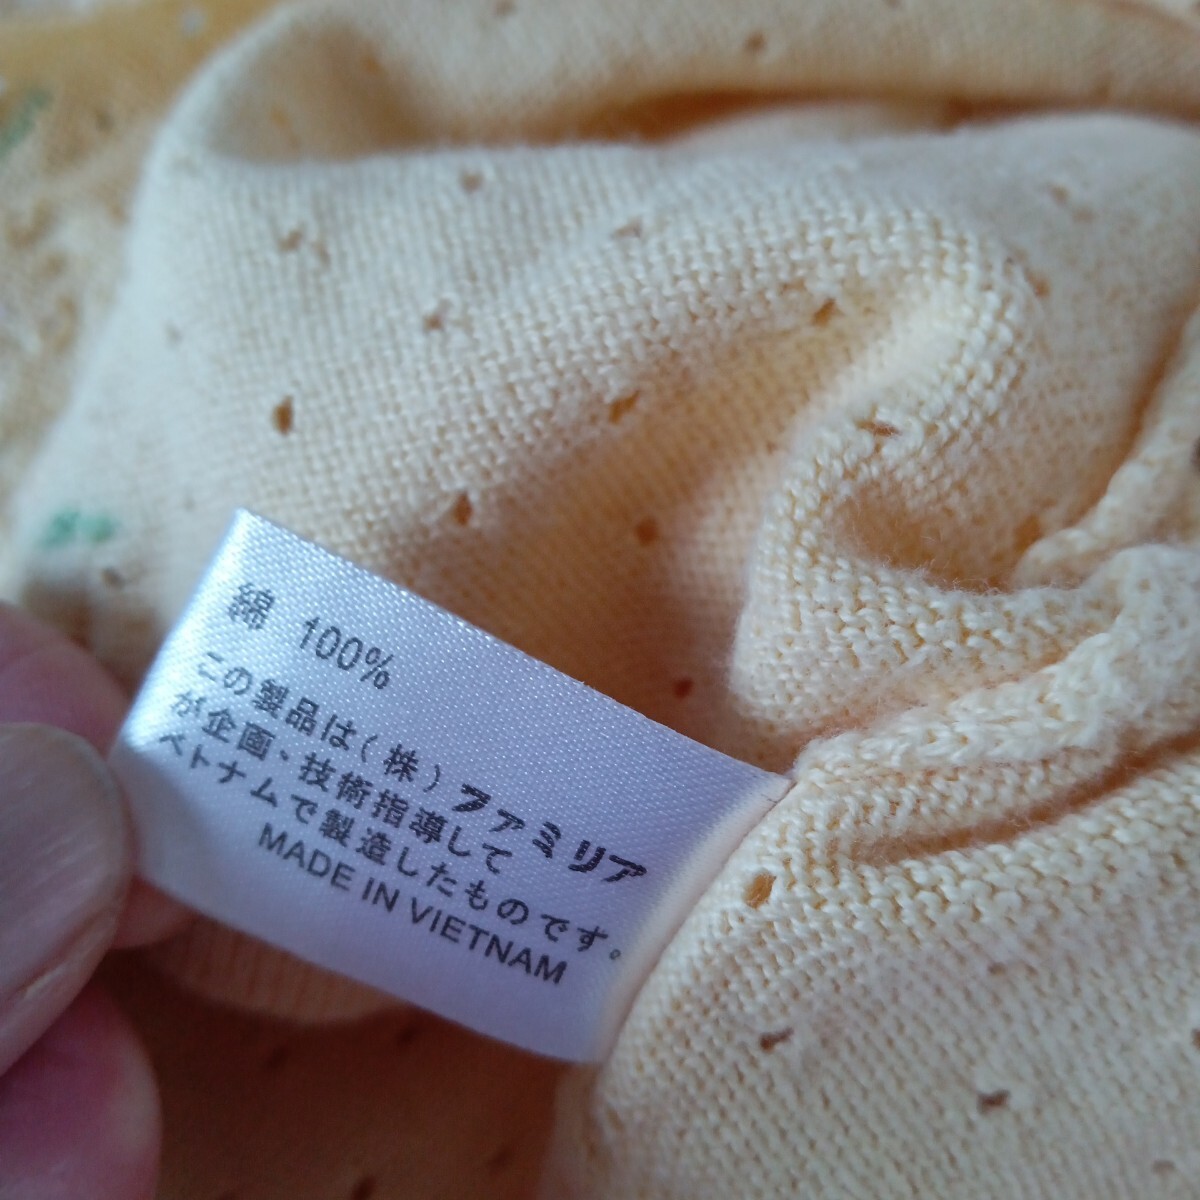 綿 100%
この製品は(株)ファミリア
が企画・技術指導して
ベトナムで製造したものです。
MADE IN VIETNAM